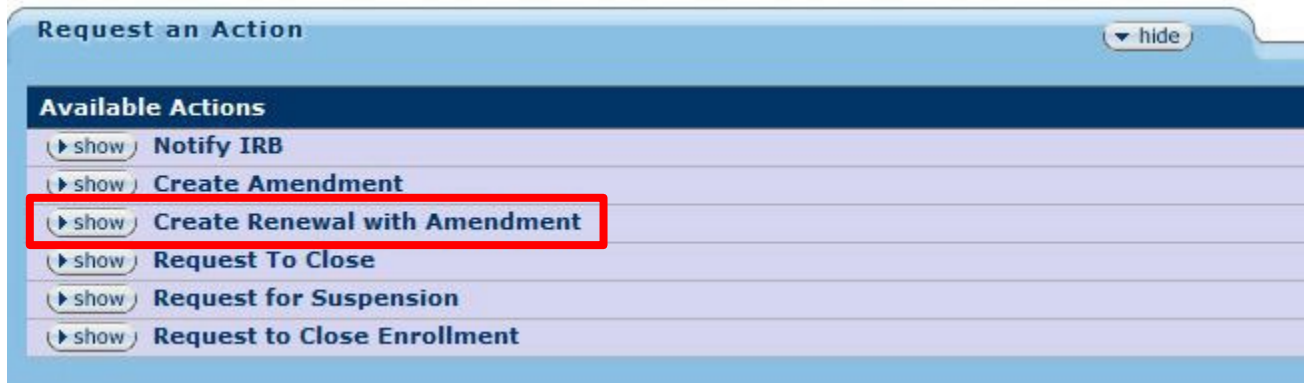 Request an Action
hide
Available Actions
show Notify IRB
show Create Amendment
show Create Renewal with Amendment
show Request To Close
show Request for Suspension
show Request to Close Enrollment